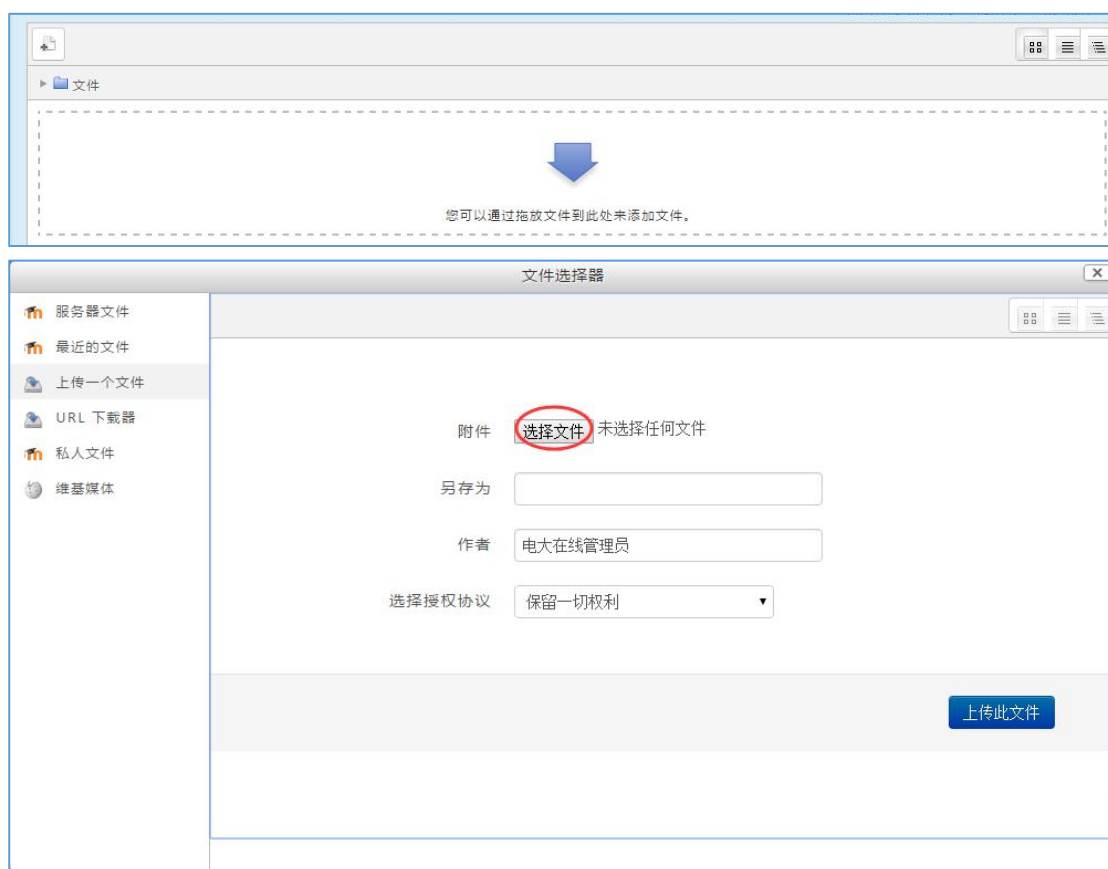 文件
您可以通过拖放文件到此处来添加文件。
文件选择器
服务器文件
最近的文件
上传一个文件
URL 下载器
私人文件
维基媒体
附件 选择文件 未选择任何文件
另存为
作者 电大在线管理员
选择授权协议 保留一切权利
上传此文件